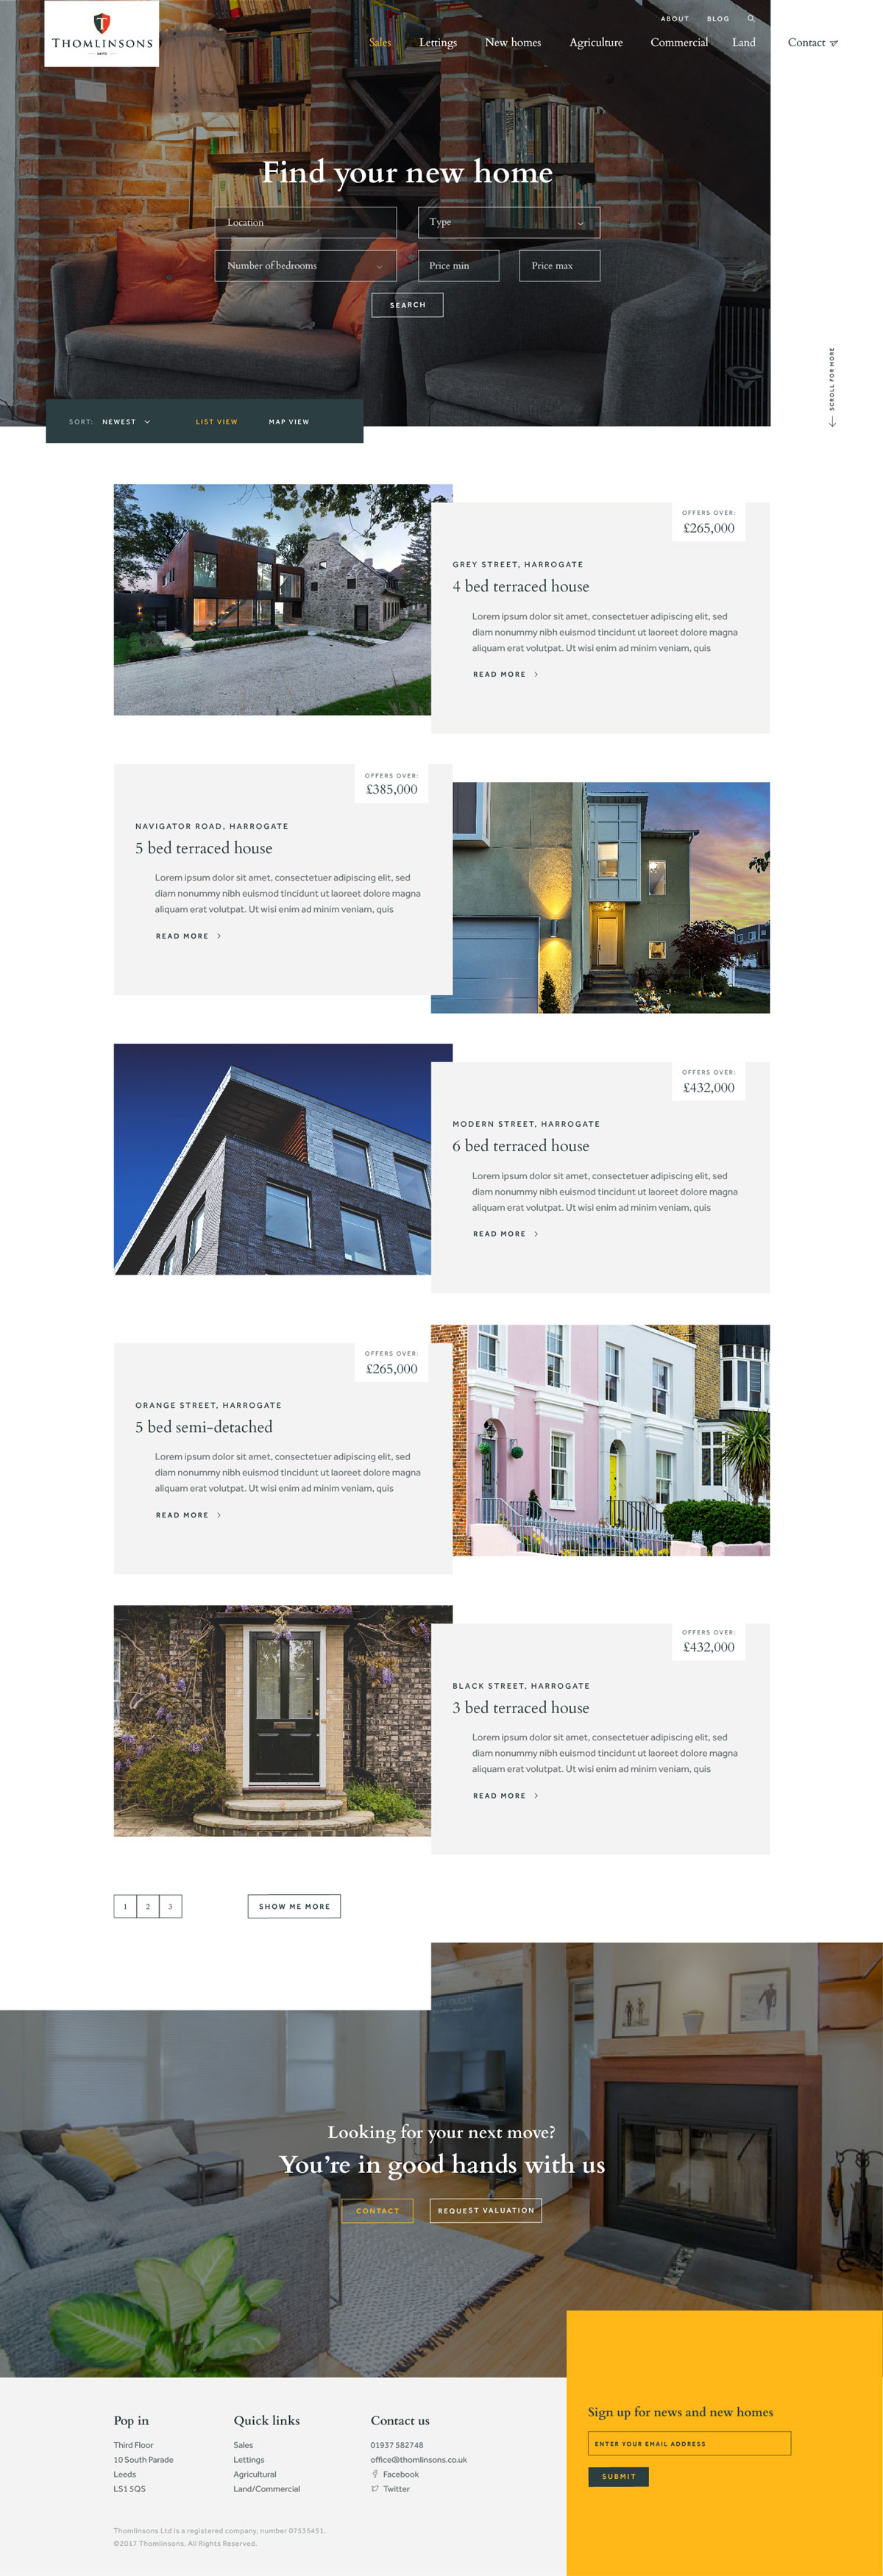 THOMLINSONS
ABOUT BLOG
Sales Lettings New homes Agriculture Commercial Land Contact
Find your new home
Location Type
Number of bedrooms Price min Price max
SEARCH
SCROLL FOR MORE
SORT: NEWEST LIST VIEW MAP VIEW
OFFERS OVER:
£265,000
GREY STREET, HARROGATE
4 bed terraced house
Lorem ipsum dolor sit amet, consectetuer adipiscing elit, sed
diam nonummy nibh euismod tincidunt ut laoreet dolore magna
aliquam erat volutpat. Ut wisi enim ad minim veniam, quis
READ MORE
OFFERS OVER:
£385,000
NAVIGATOR ROAD, HARROGATE
5 bed terraced house
Lorem ipsum dolor sit amet, consectetuer adipiscing elit, sed
diam nonummy nibh euismod tincidunt ut laoreet dolore magna
aliquam erat volutpat. Ut wisi enim ad minim veniam, quis
READ MORE
OFFERS OVER:
£432,000
MODERN STREET, HARROGATE
6 bed terraced house
Lorem ipsum dolor sit amet, consectetuer adipiscing elit, sed
diam nonummy nibh euismod tincidunt ut laoreet dolore magna
aliquam erat volutpat. Ut wisi enim ad minim veniam, quis
READ MORE
OFFERS OVER:
£265,000
ORANGE STREET, HARROGATE
5 bed semi-detached
Lorem ipsum dolor sit amet, consectetuer adipiscing elit, sed
diam nonummy nibh euismod tincidunt ut laoreet dolore magna
aliquam erat volutpat. Ut wisi enim ad minim veniam, quis
READ MORE
OFFERS OVER:
£432,000
BLACK STREET, HARROGATE
3 bed terraced house
Lorem ipsum dolor sit amet, consectetuer adipiscing elit, sed
diam nonummy nibh euismod tincidunt ut laoreet dolore magna
aliquam erat volutpat. Ut wisi enim ad minim veniam, quis
READ MORE
1 2 3 SHOW ME MORE
Looking for your next move?
You're in good hands with us
CONTACT REQUEST VALUATION
Pop in
Third Floor
10 South Parade
Leeds
LS1 5QS
Quick links
Sales
Lettings
Agricultural
Land/Commercial
Contact us
01937 582748
office@thomlinsons.co.uk
Facebook
Twitter
Sign up for news and new homes
ENTER YOUR EMAIL ADDRESS
SUBMIT
Thomlinsons Ltd is a registered company, number 07535451.
©2017 Thomlinsons. All Rights Reserved.